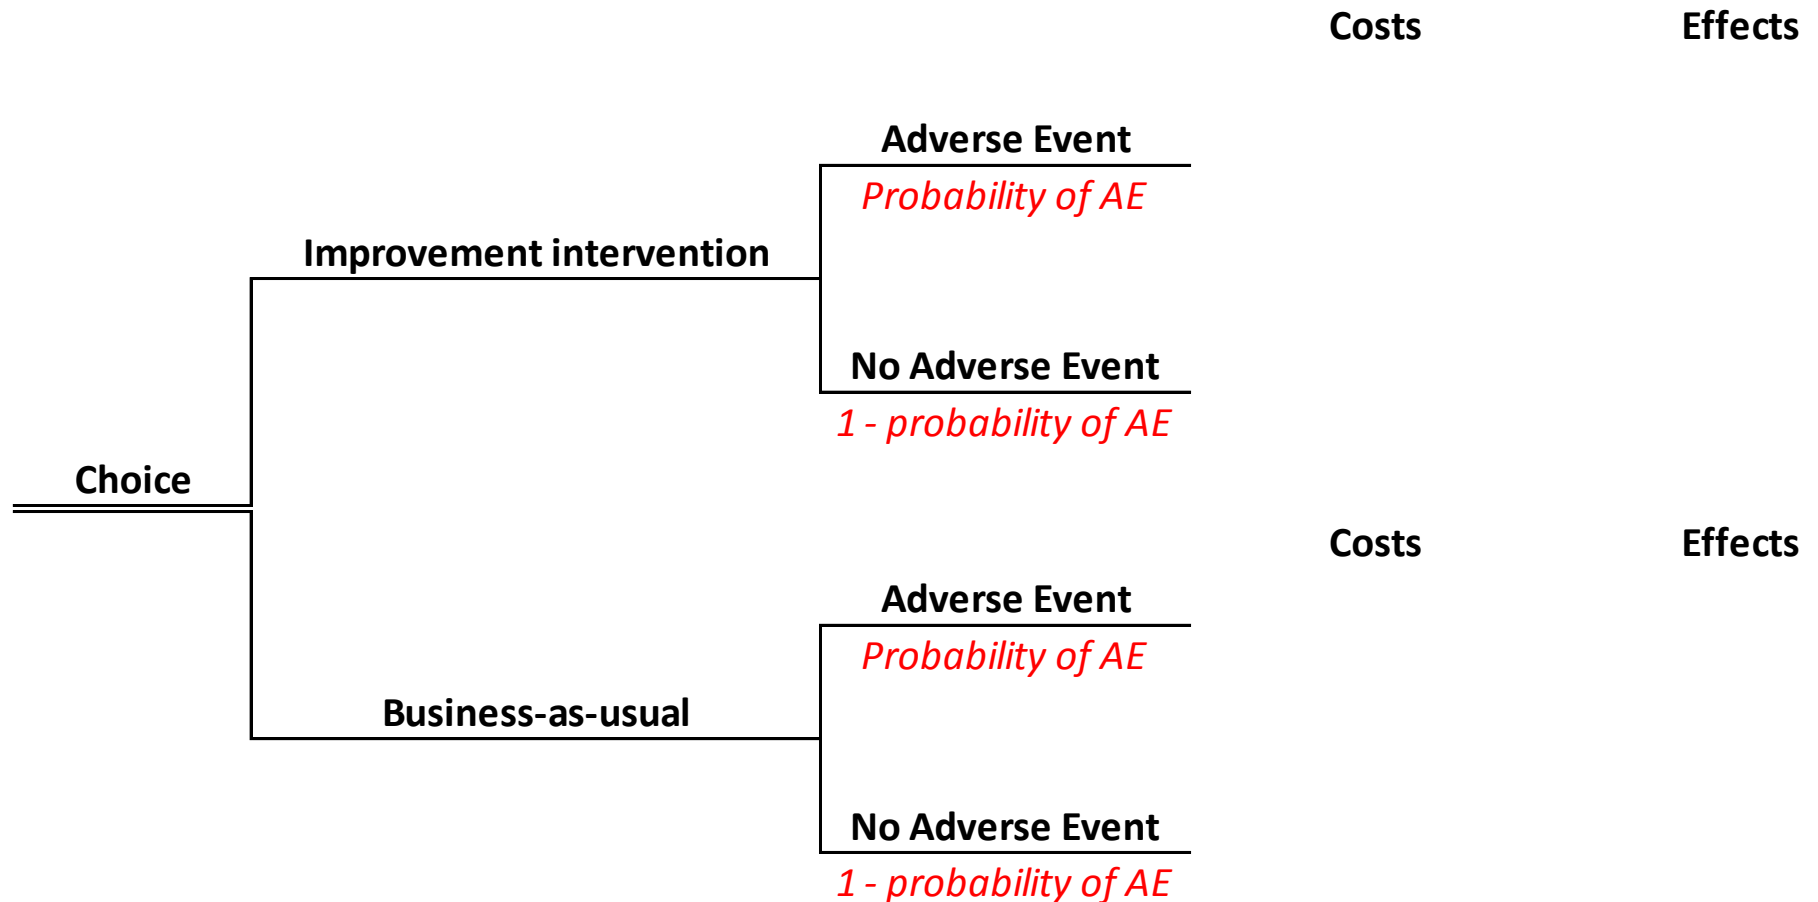 Costs Effects
Adverse Event
Probability of AE
Improvement intervention
No Adverse Event
1 - probability of AE
Choice
Costs Effects
Adverse Event
Probability of AE
Business-as-usual
No Adverse Event
1 - probability of AE